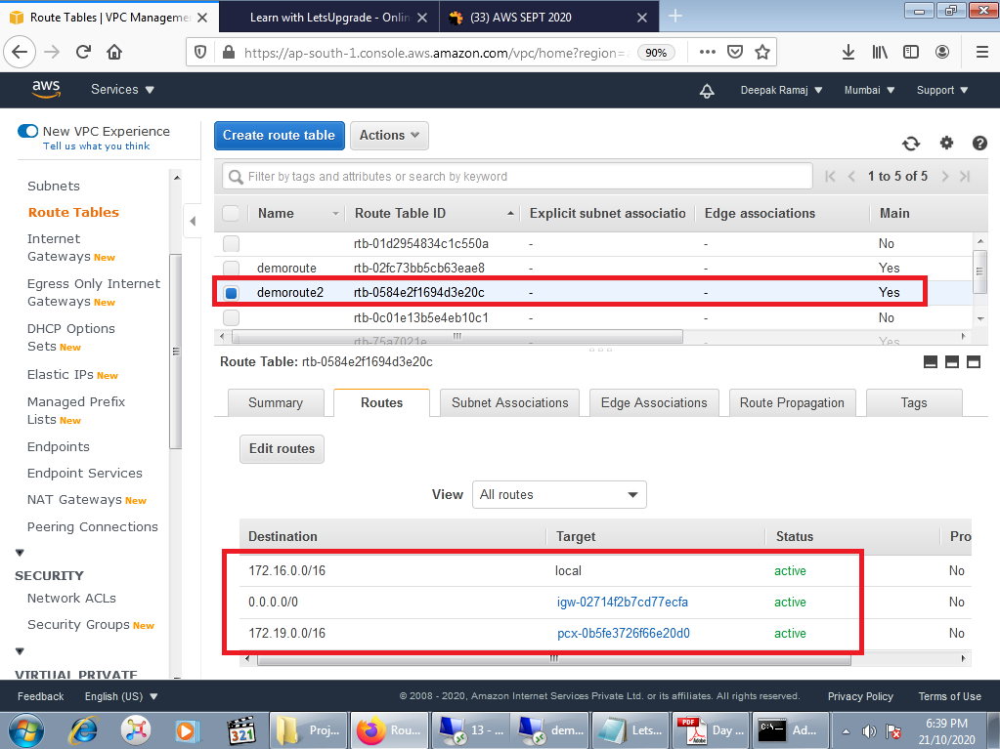 Route Tables | VPC Manageme
Learn with LetsUpgrade - Onlin
(33) AWS SEPT 2020
https://ap-south-1.console.aws.amazon.com/vpc/home?region=
90%
aws
Services
Deepak Ramaj
Mumbai
Support
New VPC Experience
Tell us what you think
Subnets
Route Tables
Internet
Gateways New
Egress Only Internet
Gateways New
DHCP Options
Sets New
Elastic IPs New
Managed Prefix
Lists New
Endpoints
Endpoint Services
NAT Gateways New
Peering Connections
SECURITY
Network ACLs
Security Groups New
VIRTUAL PRIVATE
Create route table
Actions
Filter by tags and attributes or search by keyword
1 to 5 of 5
Name Route Table ID Explicit subnet associatio Edge associations Main
rtb-01d2954834c1c550a - - No
demoroute rtb-02fc73bb5cb63eae8 - - Yes
demoroute2 rtb-0584e2f1694d3e20c - - Yes
rtb-0c01e13b5e4eb10c1 - - No
rtb-75a7021e - - Yes
Route Table: rtb-0584e2f1694d3e20c
Summary Routes Subnet Associations Edge Associations Route Propagation Tags
Edit routes
View All routes
Destination Target Status Pro
172.16.0.0/16 local active No
0.0.0.0/0 igw-02714f2b7cd77ecfa active No
172.19.0.0/16 pcx-0b5fe3726f66e20d0 active No
Feedback English (US) © 2008 - 2020, Amazon Internet Services Private Ltd. or its affiliates. All rights reserved. Privacy Policy Terms of Use
321
Proj...
Rou...
13 - ...
dem...
Lets...
PDF
Adobe
Day ...
C:\_
Ad...
6:39 PM
21/10/2020